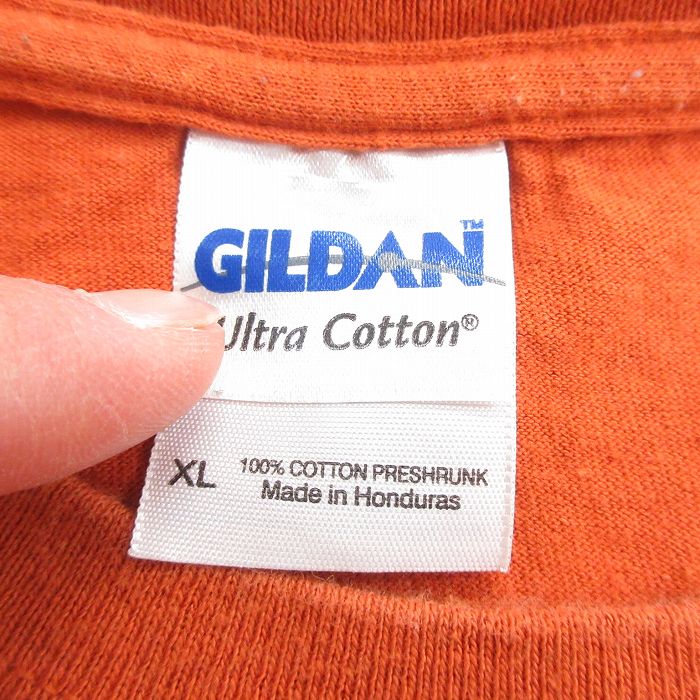 GILDAN™
Ultra Cotton®
XL 100% COTTON PRESHRUNK
Made in Honduras